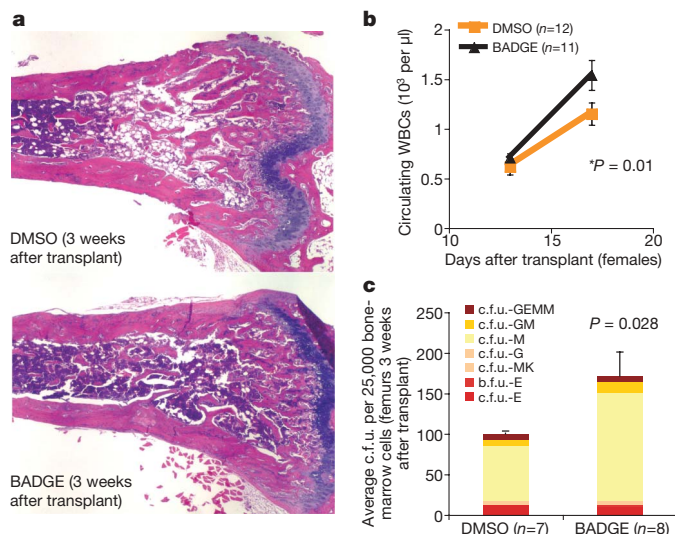 a
DMSO (3 weeks
after transplant)
BADGE (3 weeks
after transplant)
b
DMSO (n=12)
BADGE (n=11)
Circulating WBCs (10³ per µl)
2
1.5
1
0.5
0
*P = 0.01
10
15
20
Days after transplant (females)
c
Average c.f.u. per 25,000 bone-
marrow cells (femurs 3 weeks
after transplant)
250
200
150
100
50
0
c.f.u.-GEMM
c.f.u.-GM
c.f.u.-M
c.f.u.-G
c.f.u.-MK
b.f.u-E
c.f.u.-E
P = 0.028
DMSO (n=7)
BADGE (n=8)